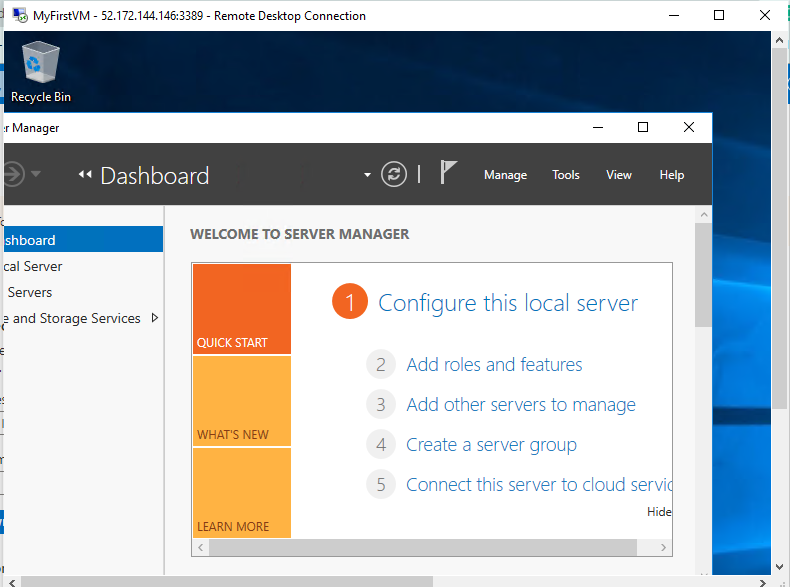 MyFirstVM - 52.172.144.146:3389 - Remote Desktop Connection
Recycle Bin
er Manager
Dashboard
Manage Tools View Help
shboard
cal Server
Servers
e and Storage Services
WELCOME TO SERVER MANAGER
QUICK START
WHAT'S NEW
LEARN MORE
1 Configure this local server
2 Add roles and features
3 Add other servers to manage
4 Create a server group
5 Connect this server to cloud servic
Hide